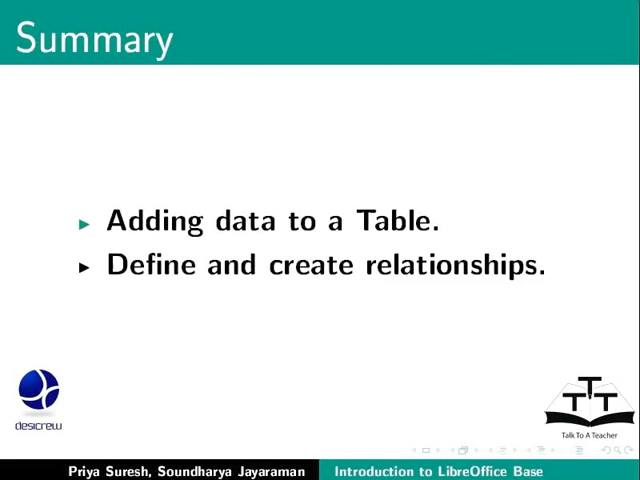 Summary
Adding data to a Table.
Define and create relationships.
desicrew
T T T
Talk To A Teacher
Priya Suresh, Soundharya Jayaraman Introduction to LibreOffice Base